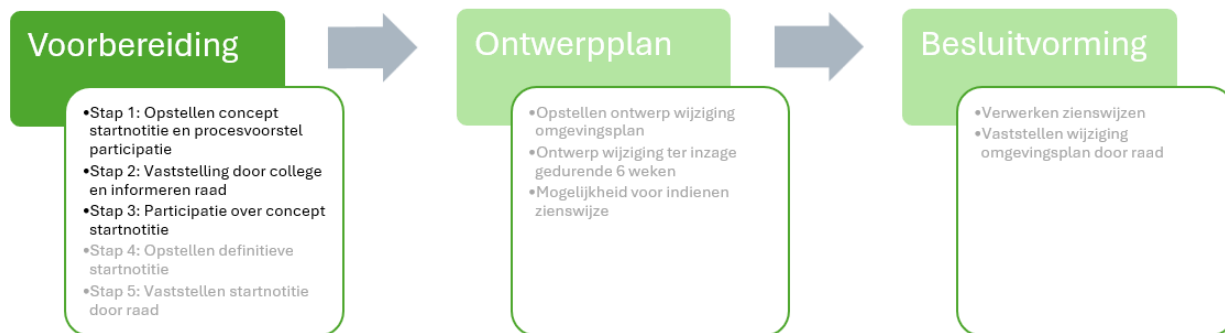 Voorbereiding
•Stap 1: Opstellen concept
startnotitie en procesvoorstel
participatie
•Stap 2: Vaststelling door college
en informeren raad
•Stap 3: Participatie over concept
startnotitie
•Stap 4: Opstellen definitieve
startnotitie
•Stap 5: Vaststellen startnotitie
door raad
Ontwerpplan
•Opstellen ontwerp wijziging
omgevingsplan
•Ontwerp wijziging ter inzage
gedurende 6 weken
•Mogelijkheid voor indienen
zienswijze
Besluitvorming
•Verwerken zienswijzen
•Vaststellen wijziging
omgevingsplan door raad